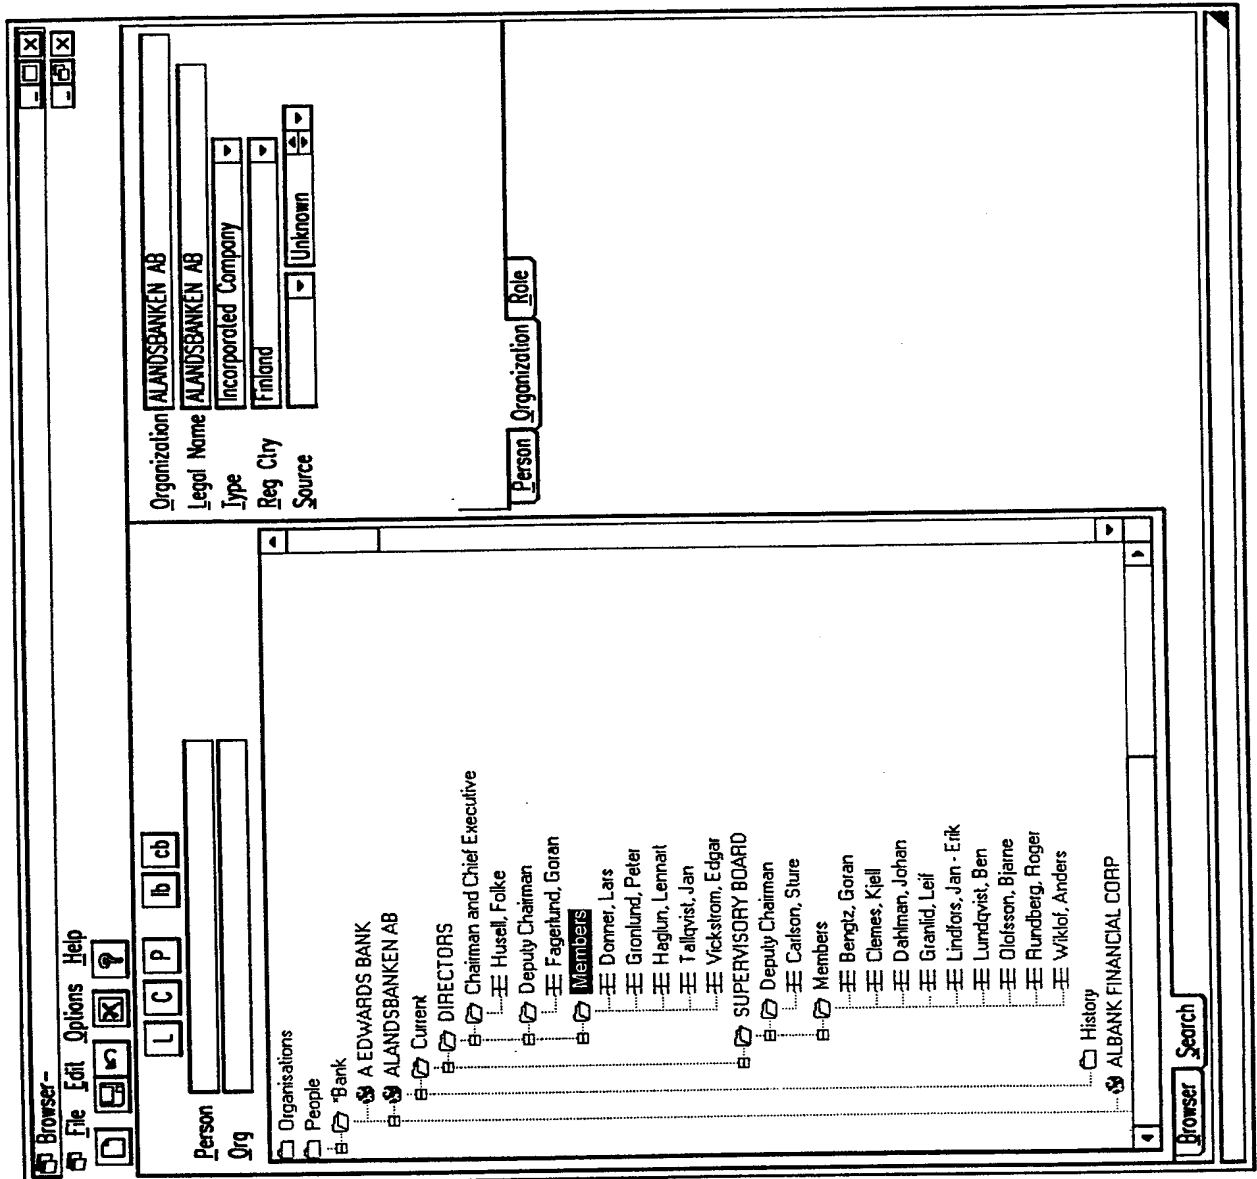 Browser-
File Edit Options Help
?
L C P lb cb
Person
Org
Organisations
People
*Bank
A EDWARDS BANK
ALANDSBANKEN AB
Current
DIRECTORS
Chairman and Chief Executive
Husell, Folke
Deputy Chairman
Fagerlund, Goran
Members
Donner, Lars
Gronlund, Peter
Haglun, Lennart
Tallqvist, Jan
Vickstrom, Edgar
SUPERVISORY BOARD
Deputy Chairman
Carlson, Sture
Members
Bengtz, Goran
Clemes, Kjell
Dahlman, Johan
Granlid, Leif
Lindfors, Jan - Erik
Lundqvist, Ben
Olofsson, Bjarne
Rundberg, Roger
Wiklof, Anders
History
ALBANK FINANCIAL CORP
Browser Search
Organization ALANDSBANKEN AB
Legal Name ALANDSBANKEN AB
Type Incorporated Company
Reg Ctry Finland
Source Unknown
Person Organization Role